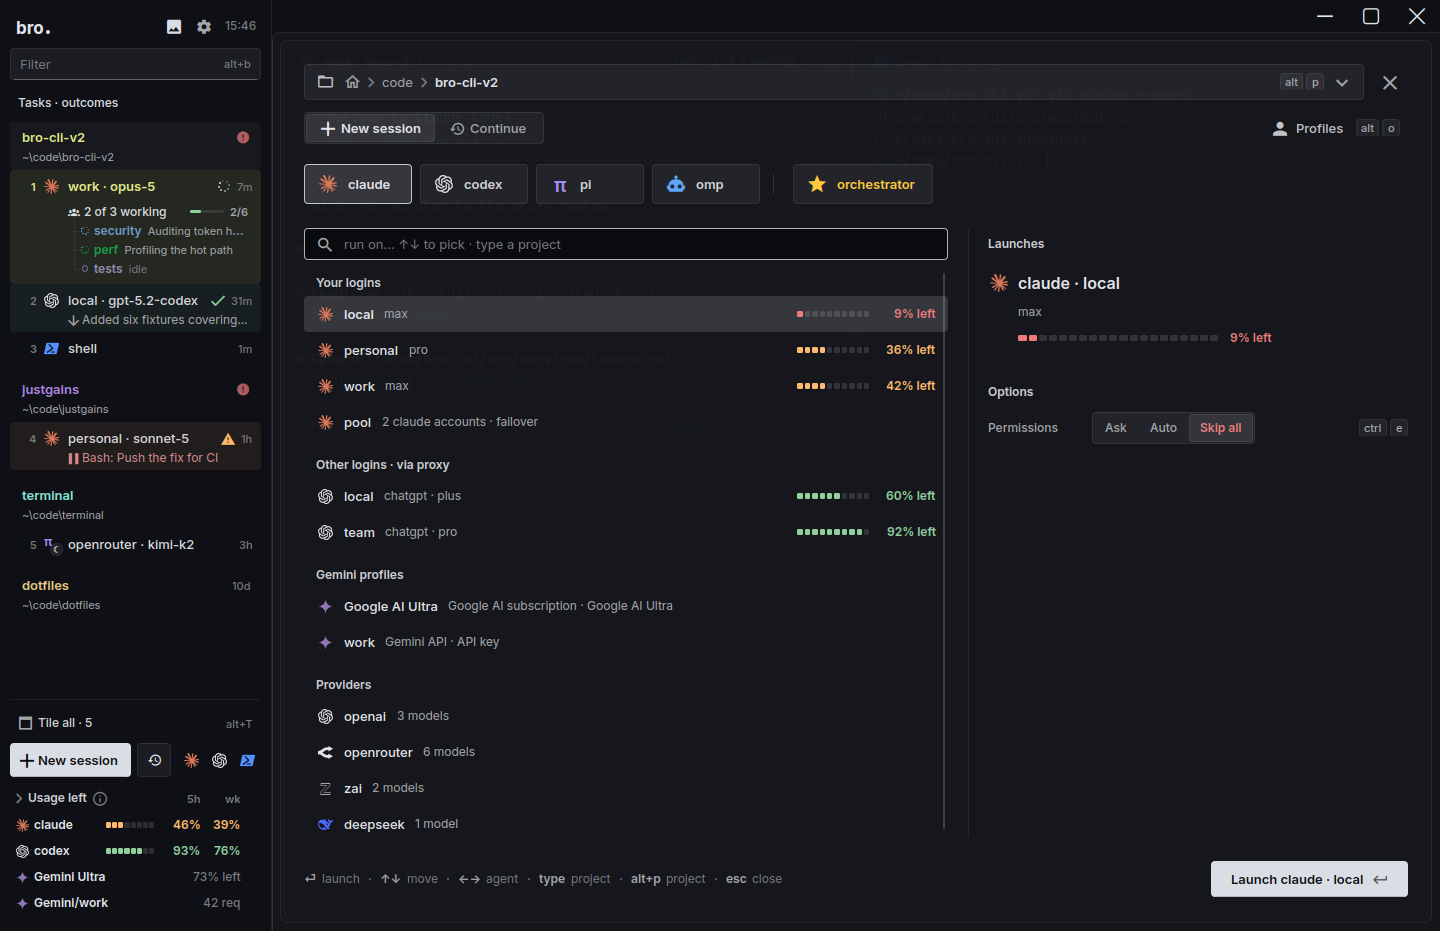 bro.
15:46
Filter
alt+b
Tasks · outcomes
bro-cli-v2
~\code\bro-cli-v2
1 work · opus-5 7m
2 of 3 working 2/6
security Auditing token h...
perf Profiling the hot path
tests idle
2 local · gpt-5.2-codex 31m
↓ Added six fixtures covering...
3 shell 1m
justgains
~\code\justgains
4 personal · sonnet-5 1h
Bash: Push the fix for CI
terminal
~\code\terminal
5 openrouter · kimi-k2 3h
dotfiles 10d
~\code\dotfiles
Tile all · 5 alt+T
+ New session
> Usage left 5h wk
claude 46% 39%
codex 93% 76%
Gemini Ultra 73% left
Gemini/work 42 req
> code > bro-cli-v2
alt p
+ New session
Continue
Profiles alt o
claude
codex
π pi
omp
orchestrator
run on... ↑↓ to pick · type a project
Your logins
local max 9% left
personal pro 36% left
work max 42% left
pool 2 claude accounts · failover
Other logins · via proxy
local chatgpt · plus 60% left
team chatgpt · pro 92% left
Gemini profiles
Google AI Ultra Google AI subscription · Google AI Ultra
work Gemini API · API key
Providers
openai 3 models
openrouter 6 models
zai 2 models
deepseek 1 model
Launches
claude · local
max
9% left
Options
Permissions Ask Auto Skip all ctrl e
↵ launch · ↑↓ move · ←→ agent · type project · alt+p project · esc close
Launch claude · local ↵